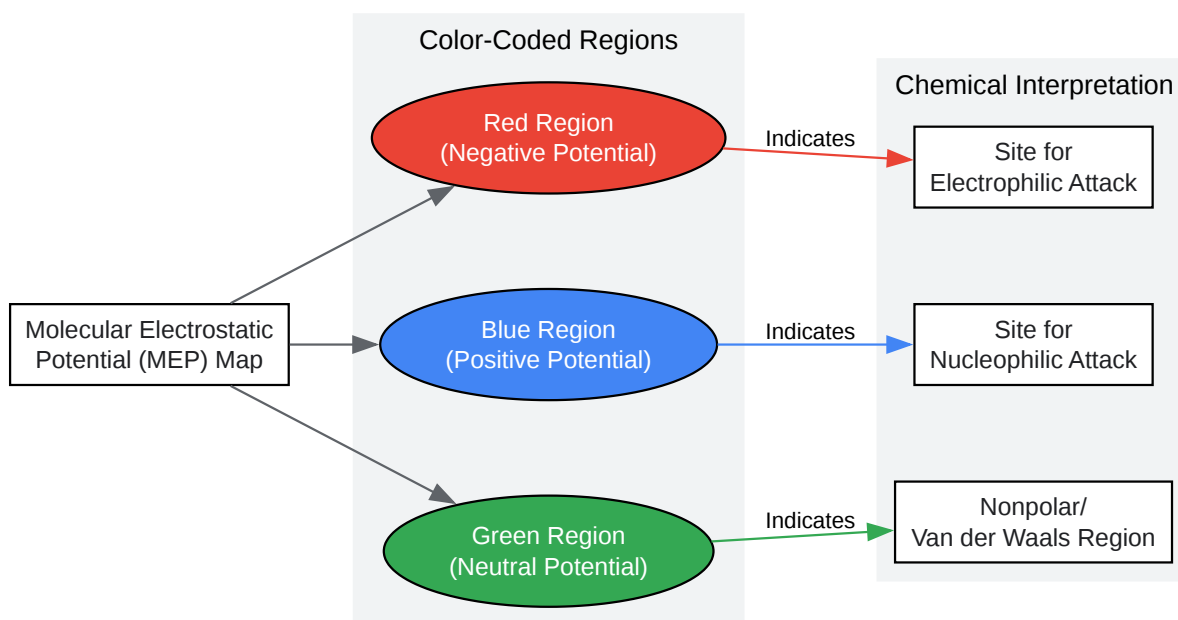 Color-Coded Regions
Chemical Interpretation
Red Region
(Negative Potential)
Indicates
Site for
Electrophilic Attack
Molecular Electrostatic
Potential (MEP) Map
Blue Region
(Positive Potential)
Indicates
Site for
Nucleophilic Attack
Green Region
(Neutral Potential)
Indicates
Nonpolar/
Van der Waals Region